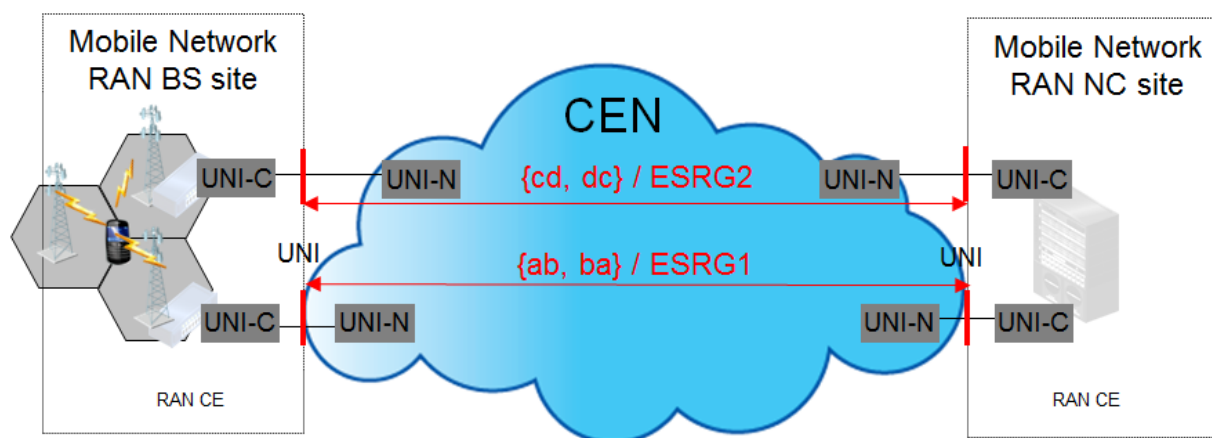 Mobile Network
RAN BS site
Mobile Network
RAN NC site
CEN
UNI-C
UNI-N
{cd, dc} / ESRG2
UNI-N
UNI-C
UNI
{ab, ba} / ESRG1
UNI
UNI-C
UNI-N
UNI-N
UNI-C
RAN CE
RAN CE